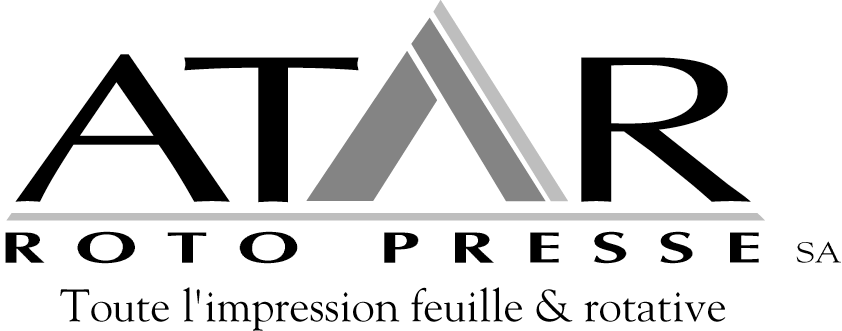 ATAR
ROTO PRESSE SA
Toute l'impression feuille & rotative